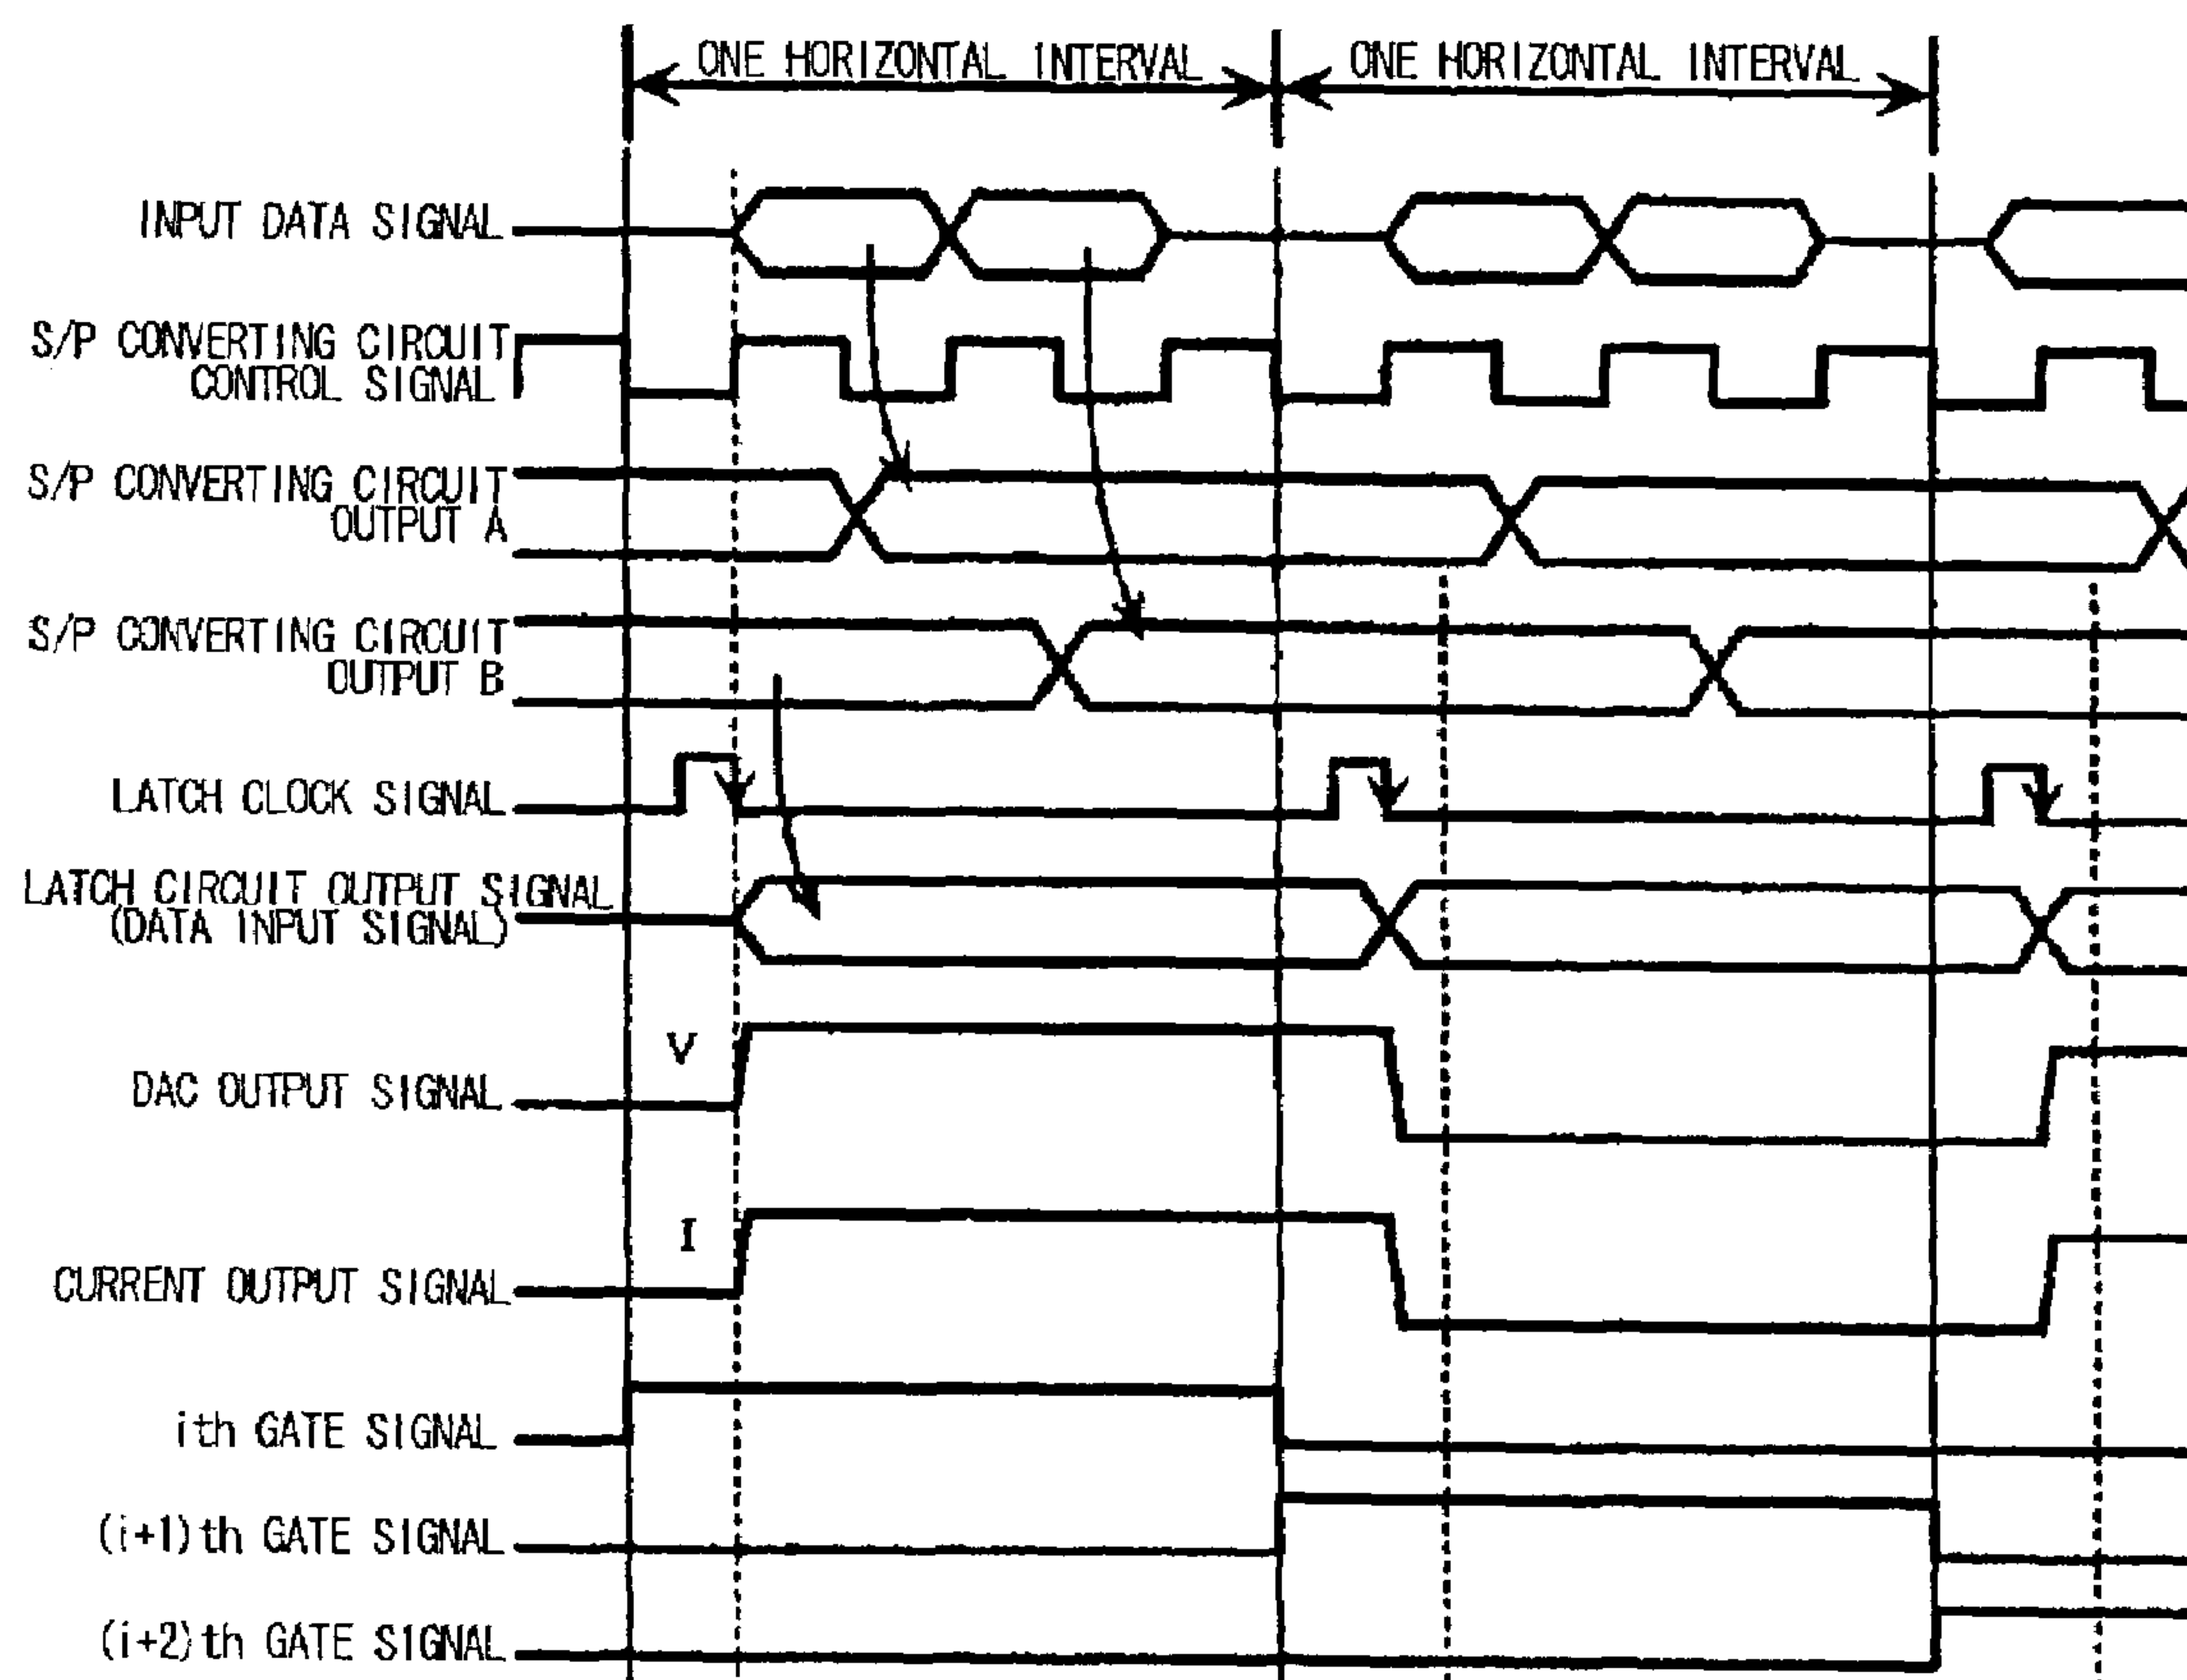 ONE HORIZONTAL INTERVAL
ONE HORIZONTAL INTERVAL
INPUT DATA SIGNAL
S/P CONVERTING CIRCUIT
CONTROL SIGNAL
S/P CONVERTING CIRCUIT
OUTPUT A
S/P CONVERTING CIRCUIT
OUTPUT B
LATCH CLOCK SIGNAL
LATCH CIRCUIT OUTPUT SIGNAL
(DATA INPUT SIGNAL)
V
DAC OUTPUT SIGNAL
I
CURRENT OUTPUT SIGNAL
ith GATE SIGNAL
(i+1)th GATE SIGNAL
(i+2)th GATE SIGNAL